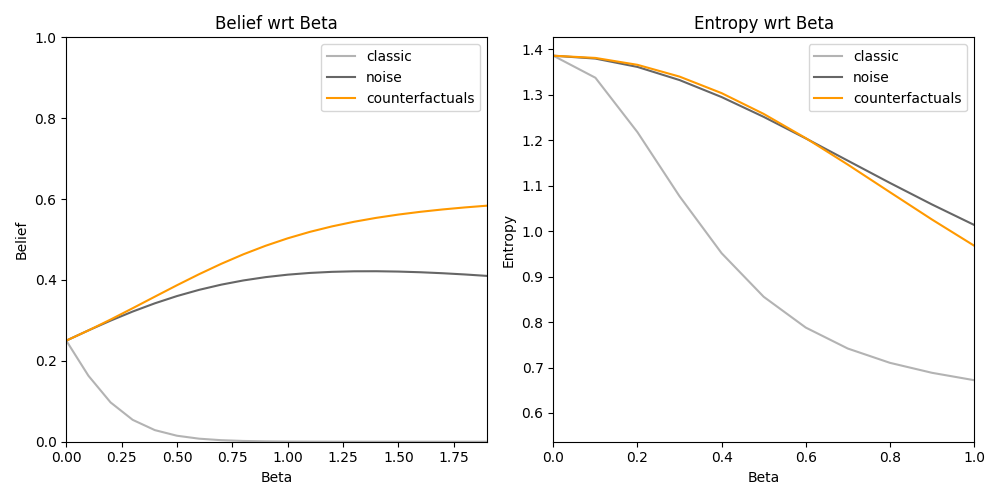 Belief wrt Beta
1.0
0.8
0.6
0.4
0.2
0.0
Belief
0.00 0.25 0.50 0.75 1.00 1.25 1.50 1.75
Beta
classic
noise
counterfactuals
Entropy wrt Beta
1.4
1.3
1.2
1.1
1.0
0.9
0.8
0.7
0.6
Entropy
0.0 0.2 0.4 0.6 0.8 1.0
Beta
classic
noise
counterfactuals